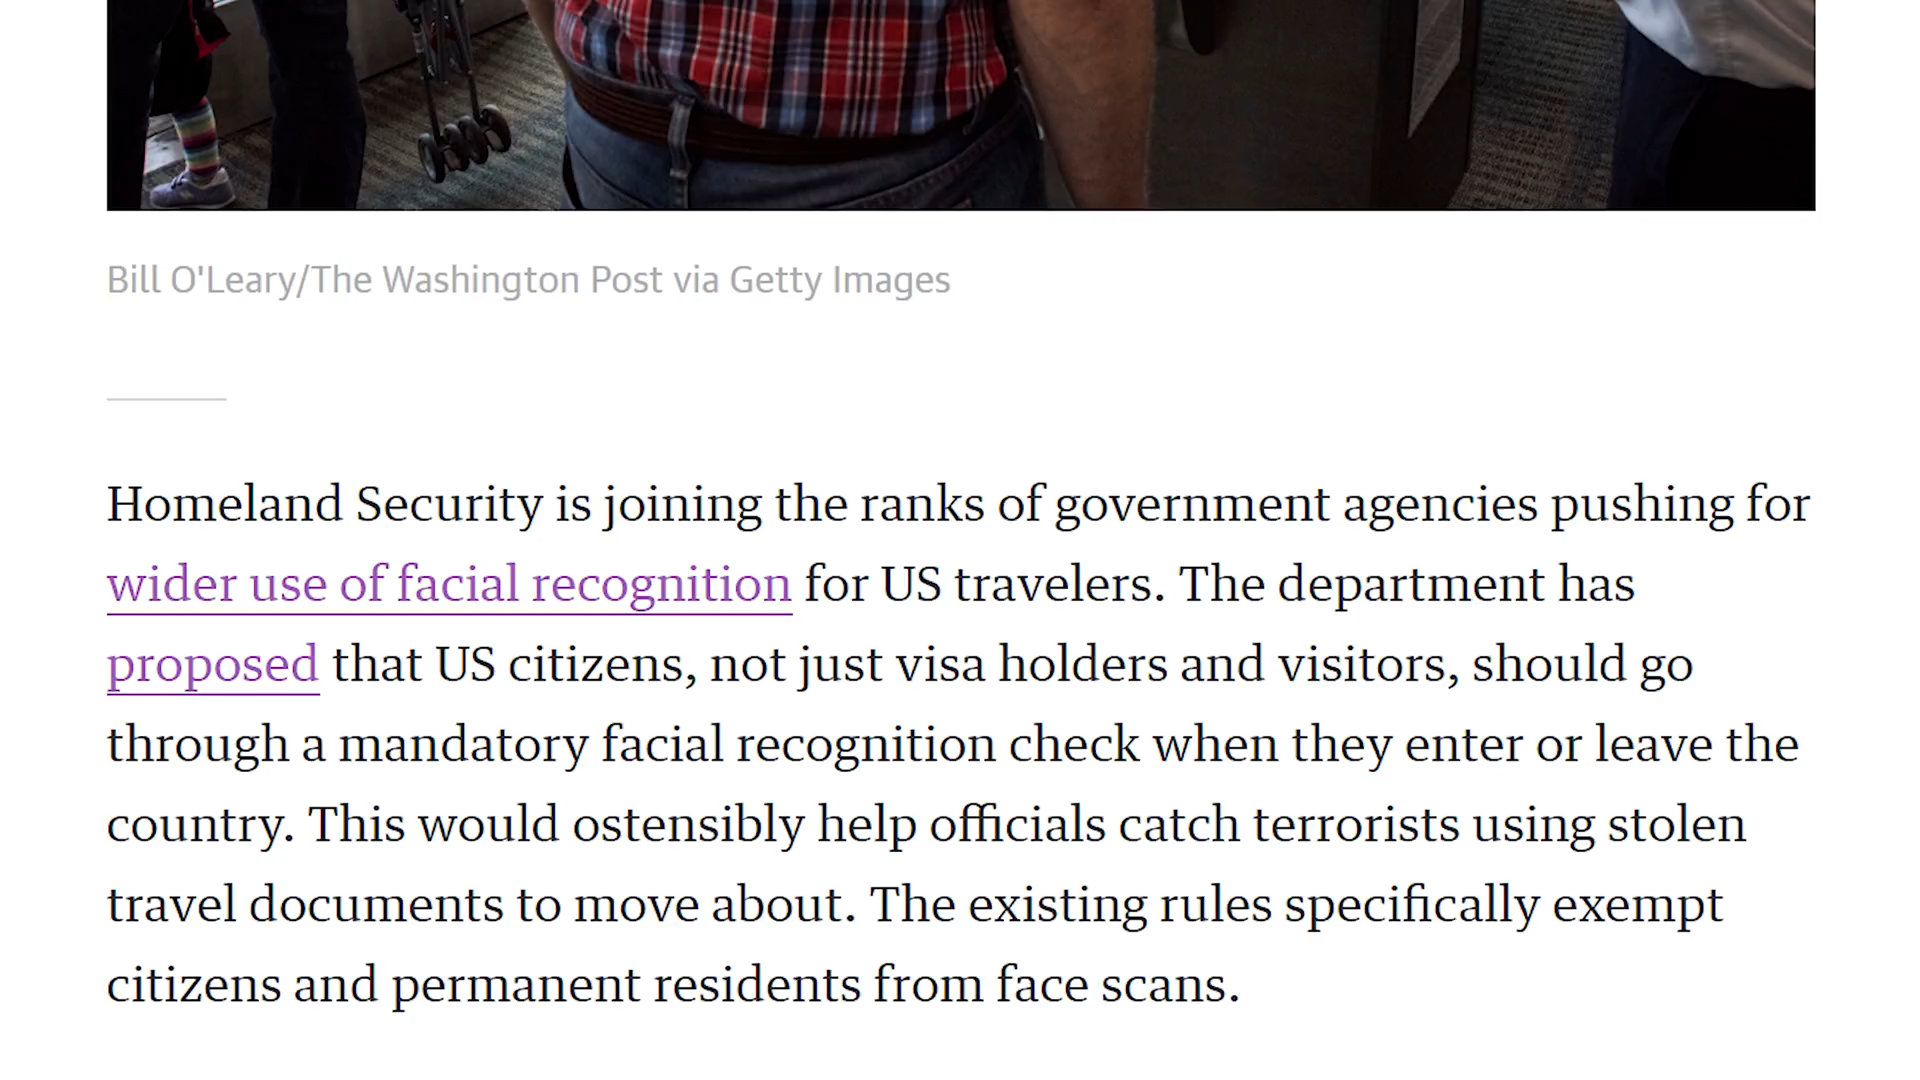 Bill O'Leary/The Washington Post via Getty Images
Homeland Security is joining the ranks of government agencies pushing for
wider use of facial recognition for US travelers. The department has
proposed that US citizens, not just visa holders and visitors, should go
through a mandatory facial recognition check when they enter or leave the
country. This would ostensibly help officials catch terrorists using stolen
travel documents to move about. The existing rules specifically exempt
citizens and permanent residents from face scans.